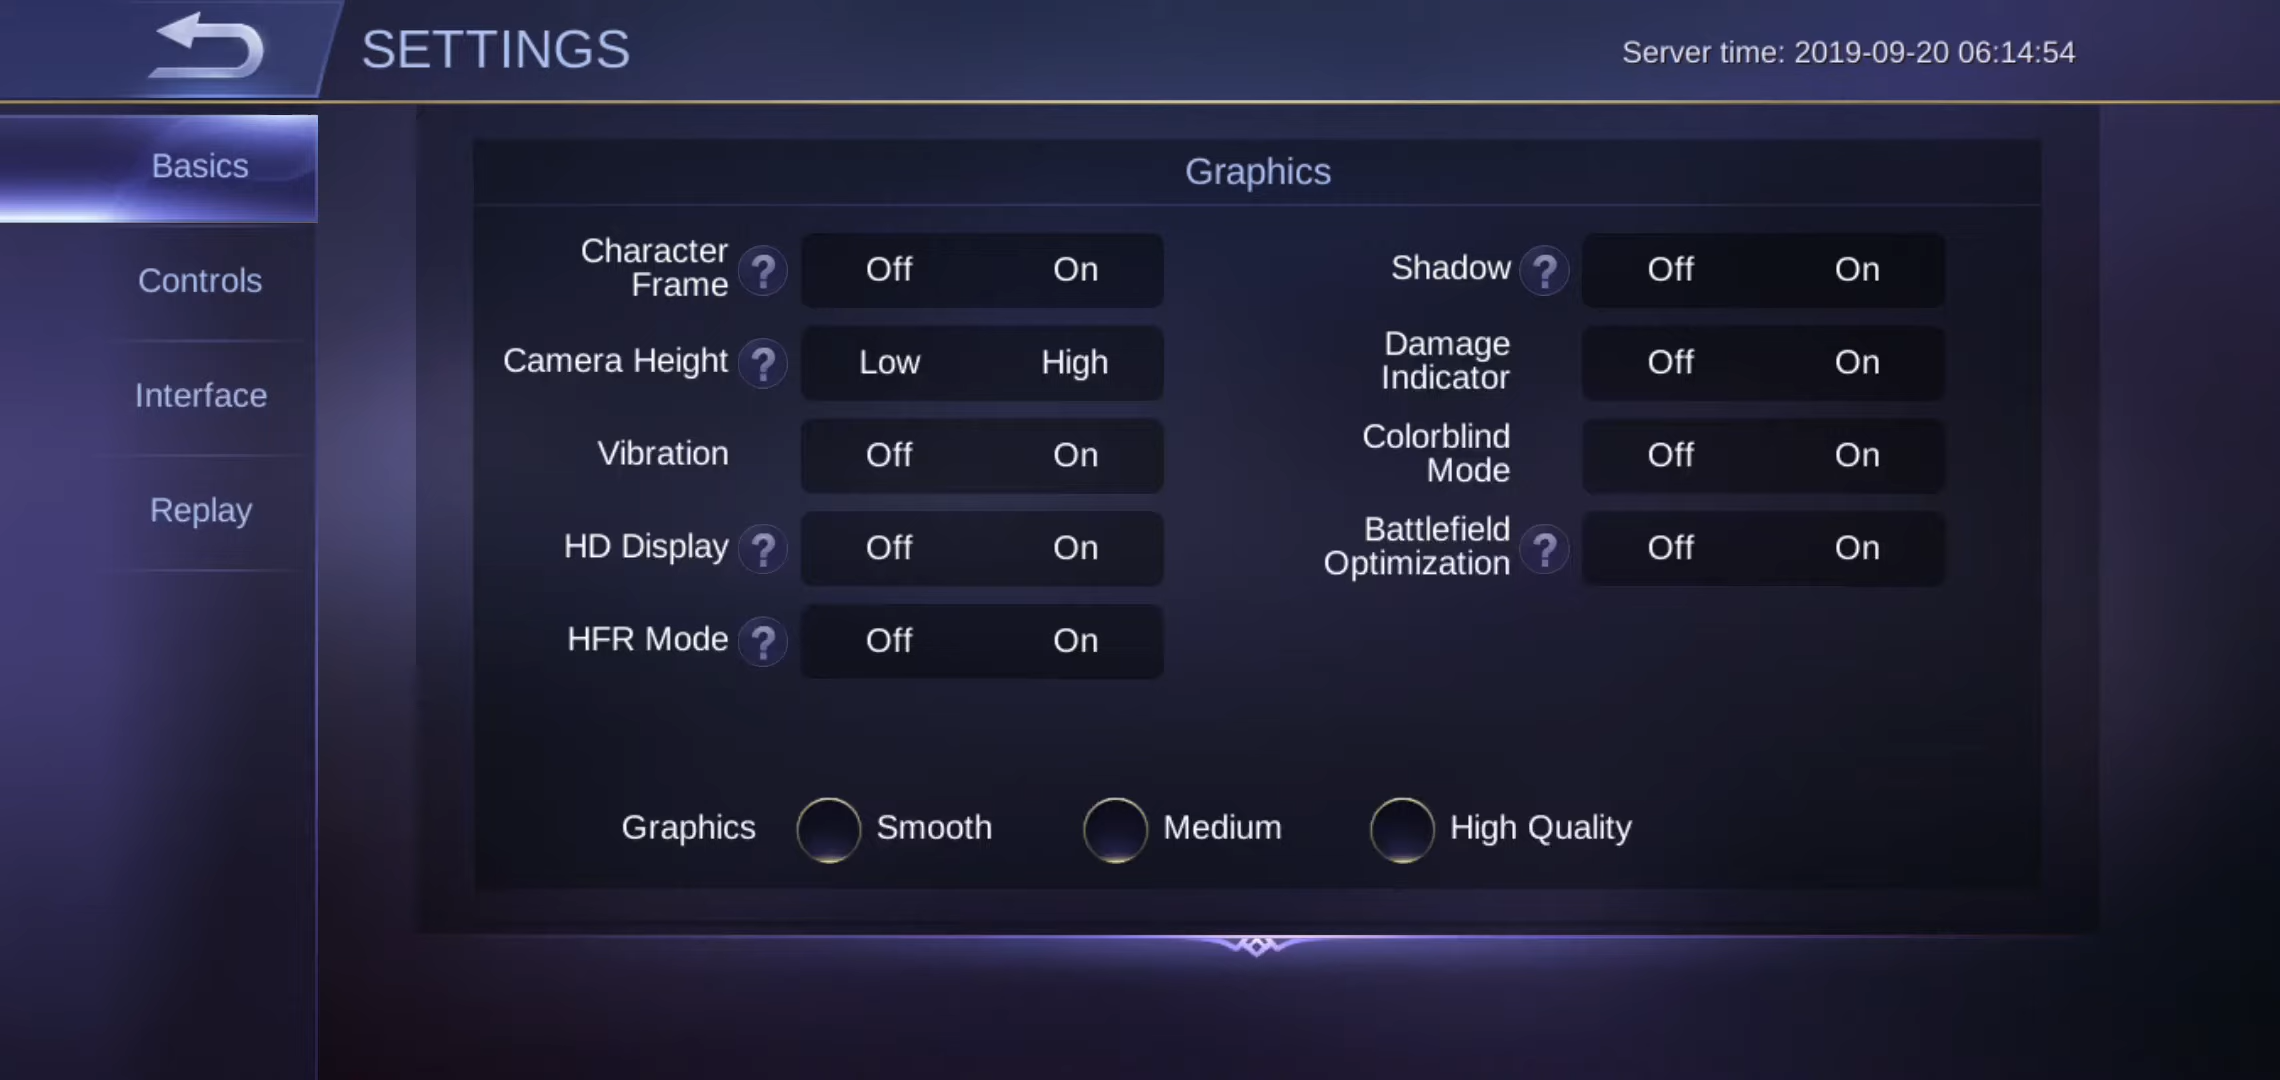 SETTINGS
Server time: 2019-09-20 06:14:54
Basics
Controls
Interface
Replay
Graphics
Character
Frame
? Off On
Shadow ? Off On
Camera Height ? Low High
Damage
Indicator
Off On
Vibration Off On
Colorblind
Mode
Off On
HD Display ? Off On
Battlefield
Optimization
? Off On
HFR Mode ? Off On
Graphics Smooth Medium High Quality